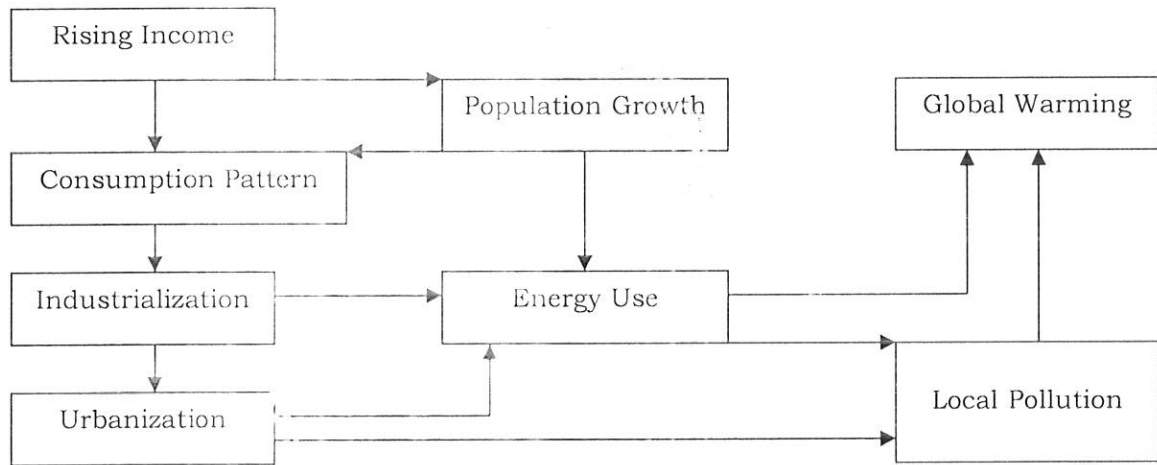 Rising Income
Population Growth
Global Warming
Consumption Pattern
Industrialization
Energy Use
Urbanization
Local Pollution